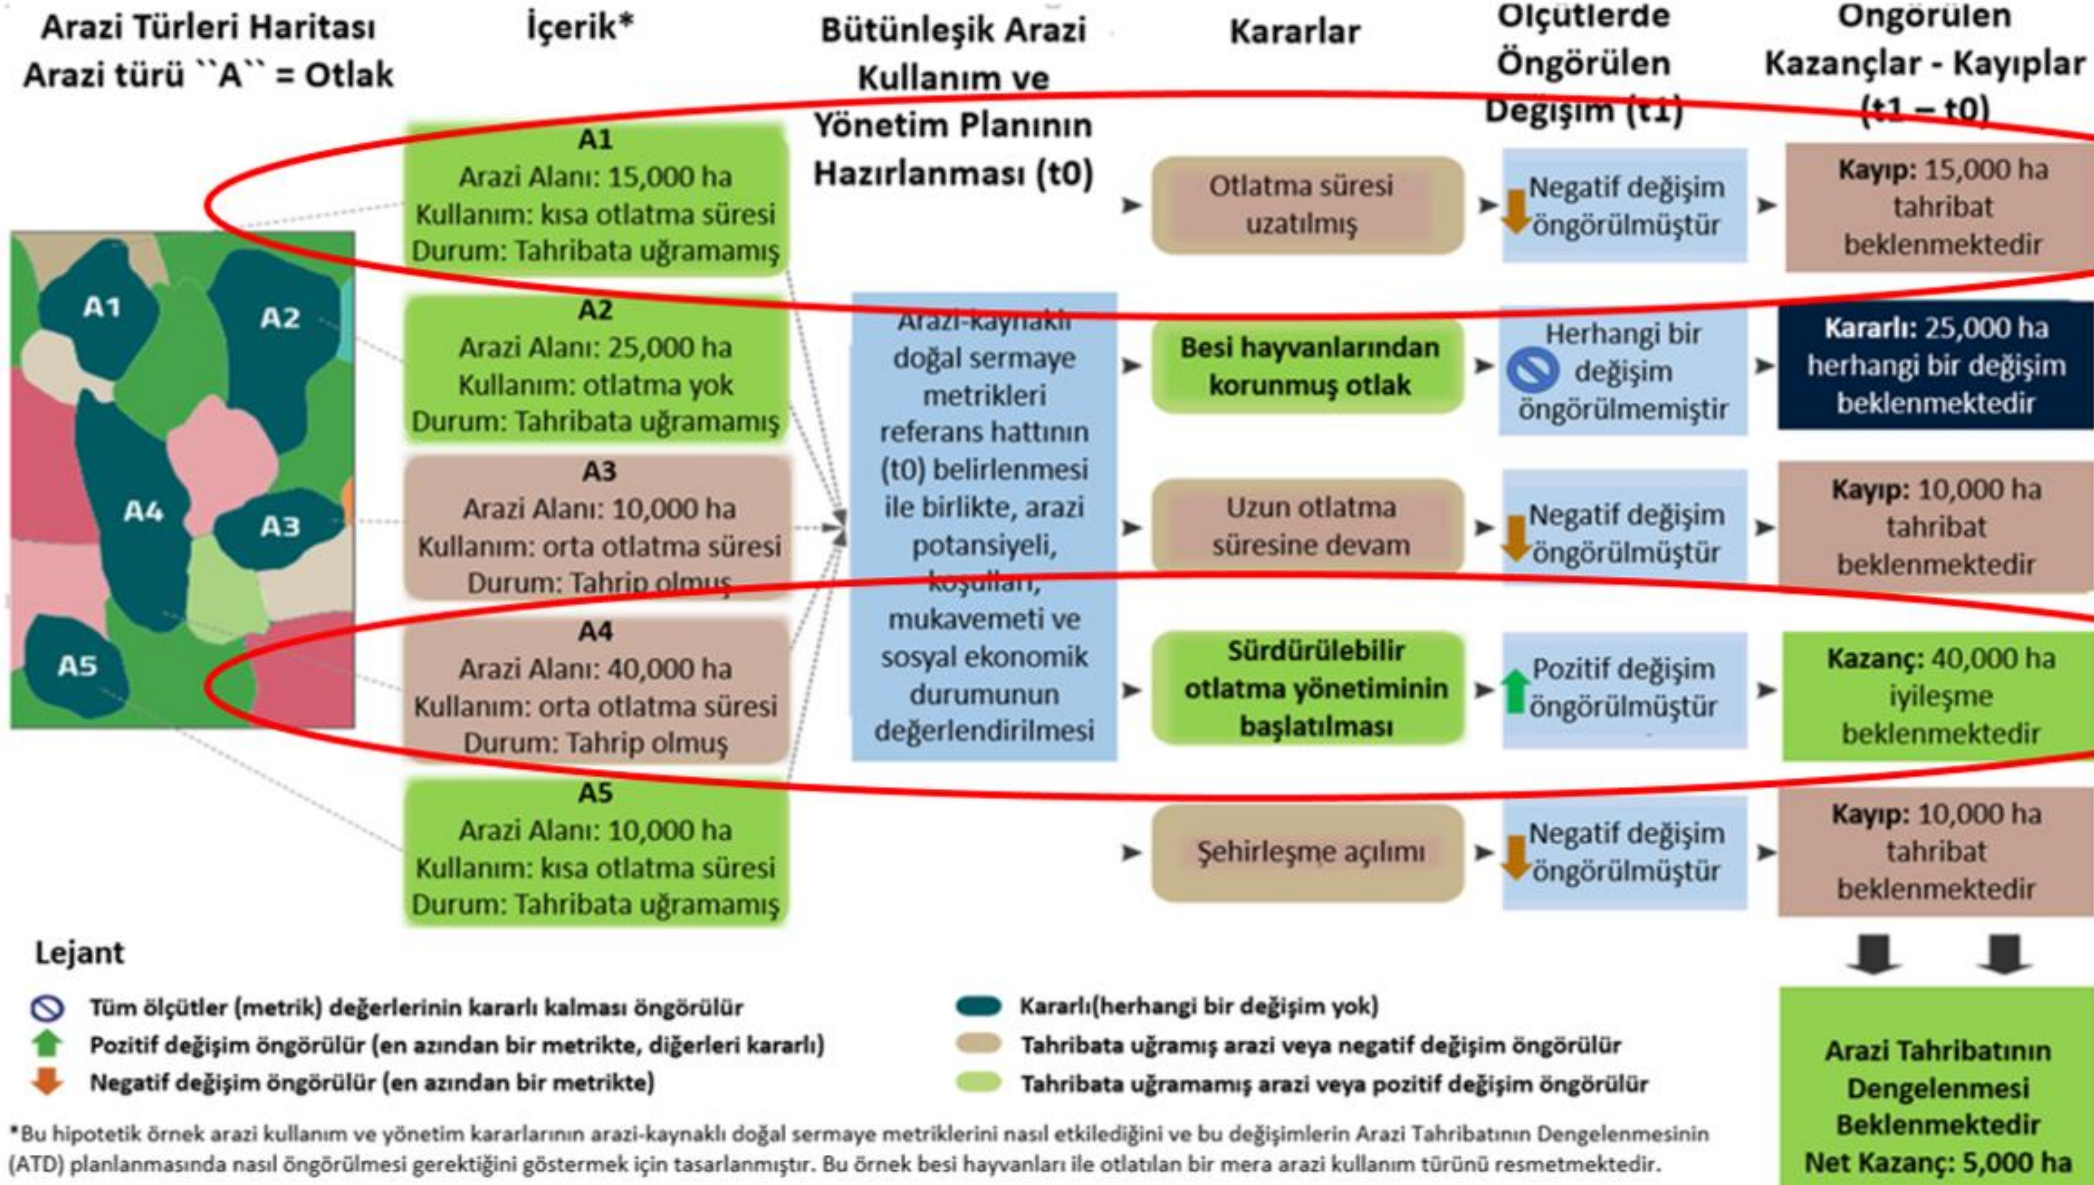 Arazi Türleri Haritası
Arazi türü ``A`` = Otlak
İçerik*
Bütünleşik Arazi
Kullanım ve
Yönetim Planının
Hazırlanması (t0)
Kararlar
Ölçütlerde
Öngörülen
Değişim (t1)
Öngörülen
Kazançlar - Kayıplar
(t1 – t0)
A1
A2
A4
A3
A5
A1
Arazi Alanı: 15,000 ha
Kullanım: kısa otlatma süresi
Durum: Tahribata uğramamış
Otlatma süresi
uzatılmış
Negatif değişim
öngörülmüştür
Kayıp: 15,000 ha
tahribat
beklenmektedir
A2
Arazi Alanı: 25,000 ha
Kullanım: otlatma yok
Durum: Tahribata uğramamış
Besi hayvanlarından
korunmuş otlak
Herhangi bir
değişim
öngörülmemiştir
Kararlı: 25,000 ha
herhangi bir değişim
beklenmektedir
A3
Arazi Alanı: 10,000 ha
Kullanım: orta otlatma süresi
Durum: Tahrip olmuş
Uzun otlatma
süresine devam
Negatif değişim
öngörülmüştür
Kayıp: 10,000 ha
tahribat
beklenmektedir
A4
Arazi Alanı: 40,000 ha
Kullanım: orta otlatma süresi
Durum: Tahrip olmuş
Sürdürülebilir
otlatma yönetiminin
başlatılması
Pozitif değişim
öngörülmüştür
Kazanç: 40,000 ha
iyileşme
beklenmektedir
A5
Arazi Alanı: 10,000 ha
Kullanım: kısa otlatma süresi
Durum: Tahribata uğramamış
Şehirleşme açılımı
Negatif değişim
öngörülmüştür
Kayıp: 10,000 ha
tahribat
beklenmektedir
Arazi-kaynaklı
doğal sermaye
metrikleri
referans hattının
(t0) belirlenmesi
ile birlikte, arazi
potansiyeli,
koşulları,
mukavemeti ve
sosyal ekonomik
durumunun
değerlendirilmesi
Lejant
Tüm ölçütler (metrik) değerlerinin kararlı kalması öngörülür
Pozitif değişim öngörülür (en azından bir metrikte, diğerleri kararlı)
Negatif değişim öngörülür (en azından bir metrikte)
Kararlı(herhangi bir değişim yok)
Tahribata uğramış arazi veya negatif değişim öngörülür
Tahribata uğramamış arazi veya pozitif değişim öngörülür
Arazi Tahribatının
Dengelenmesi
Beklenmektedir
Net Kazanç: 5,000 ha
*Bu hipotetik örnek arazi kullanım ve yönetim kararlarının arazi-kaynaklı doğal sermaye metriklerini nasıl etkilediğini ve bu değişimlerin Arazi Tahribatının Dengelenmesinin
(ATD) planlanmasında nasıl öngörülmesi gerektiğini göstermek için tasarlanmıştır. Bu örnek besi hayvanları ile otlatılan bir mera arazi kullanım türünü resmetmektedir.